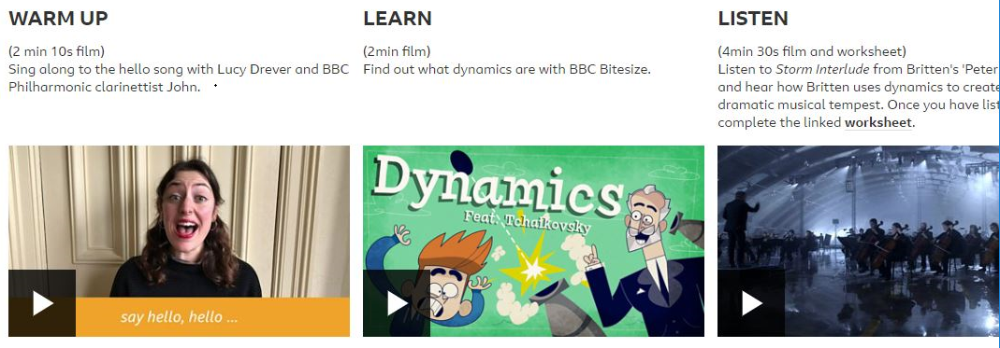 WARM UP
(2 min 10s film)
Sing along to the hello song with Lucy Drever and BBC
Philharmonic clarinettist John.
say hello, hello ...
LEARN
(2min film)
Find out what dynamics are with BBC Bitesize.
Dynamics
Feat. Tchaikovsky
LISTEN
(4min 30s film and worksheet)
Listen to Storm Interlude from Britten's 'Peter
and hear how Britten uses dynamics to create
dramatic musical tempest. Once you have list
complete the linked worksheet.